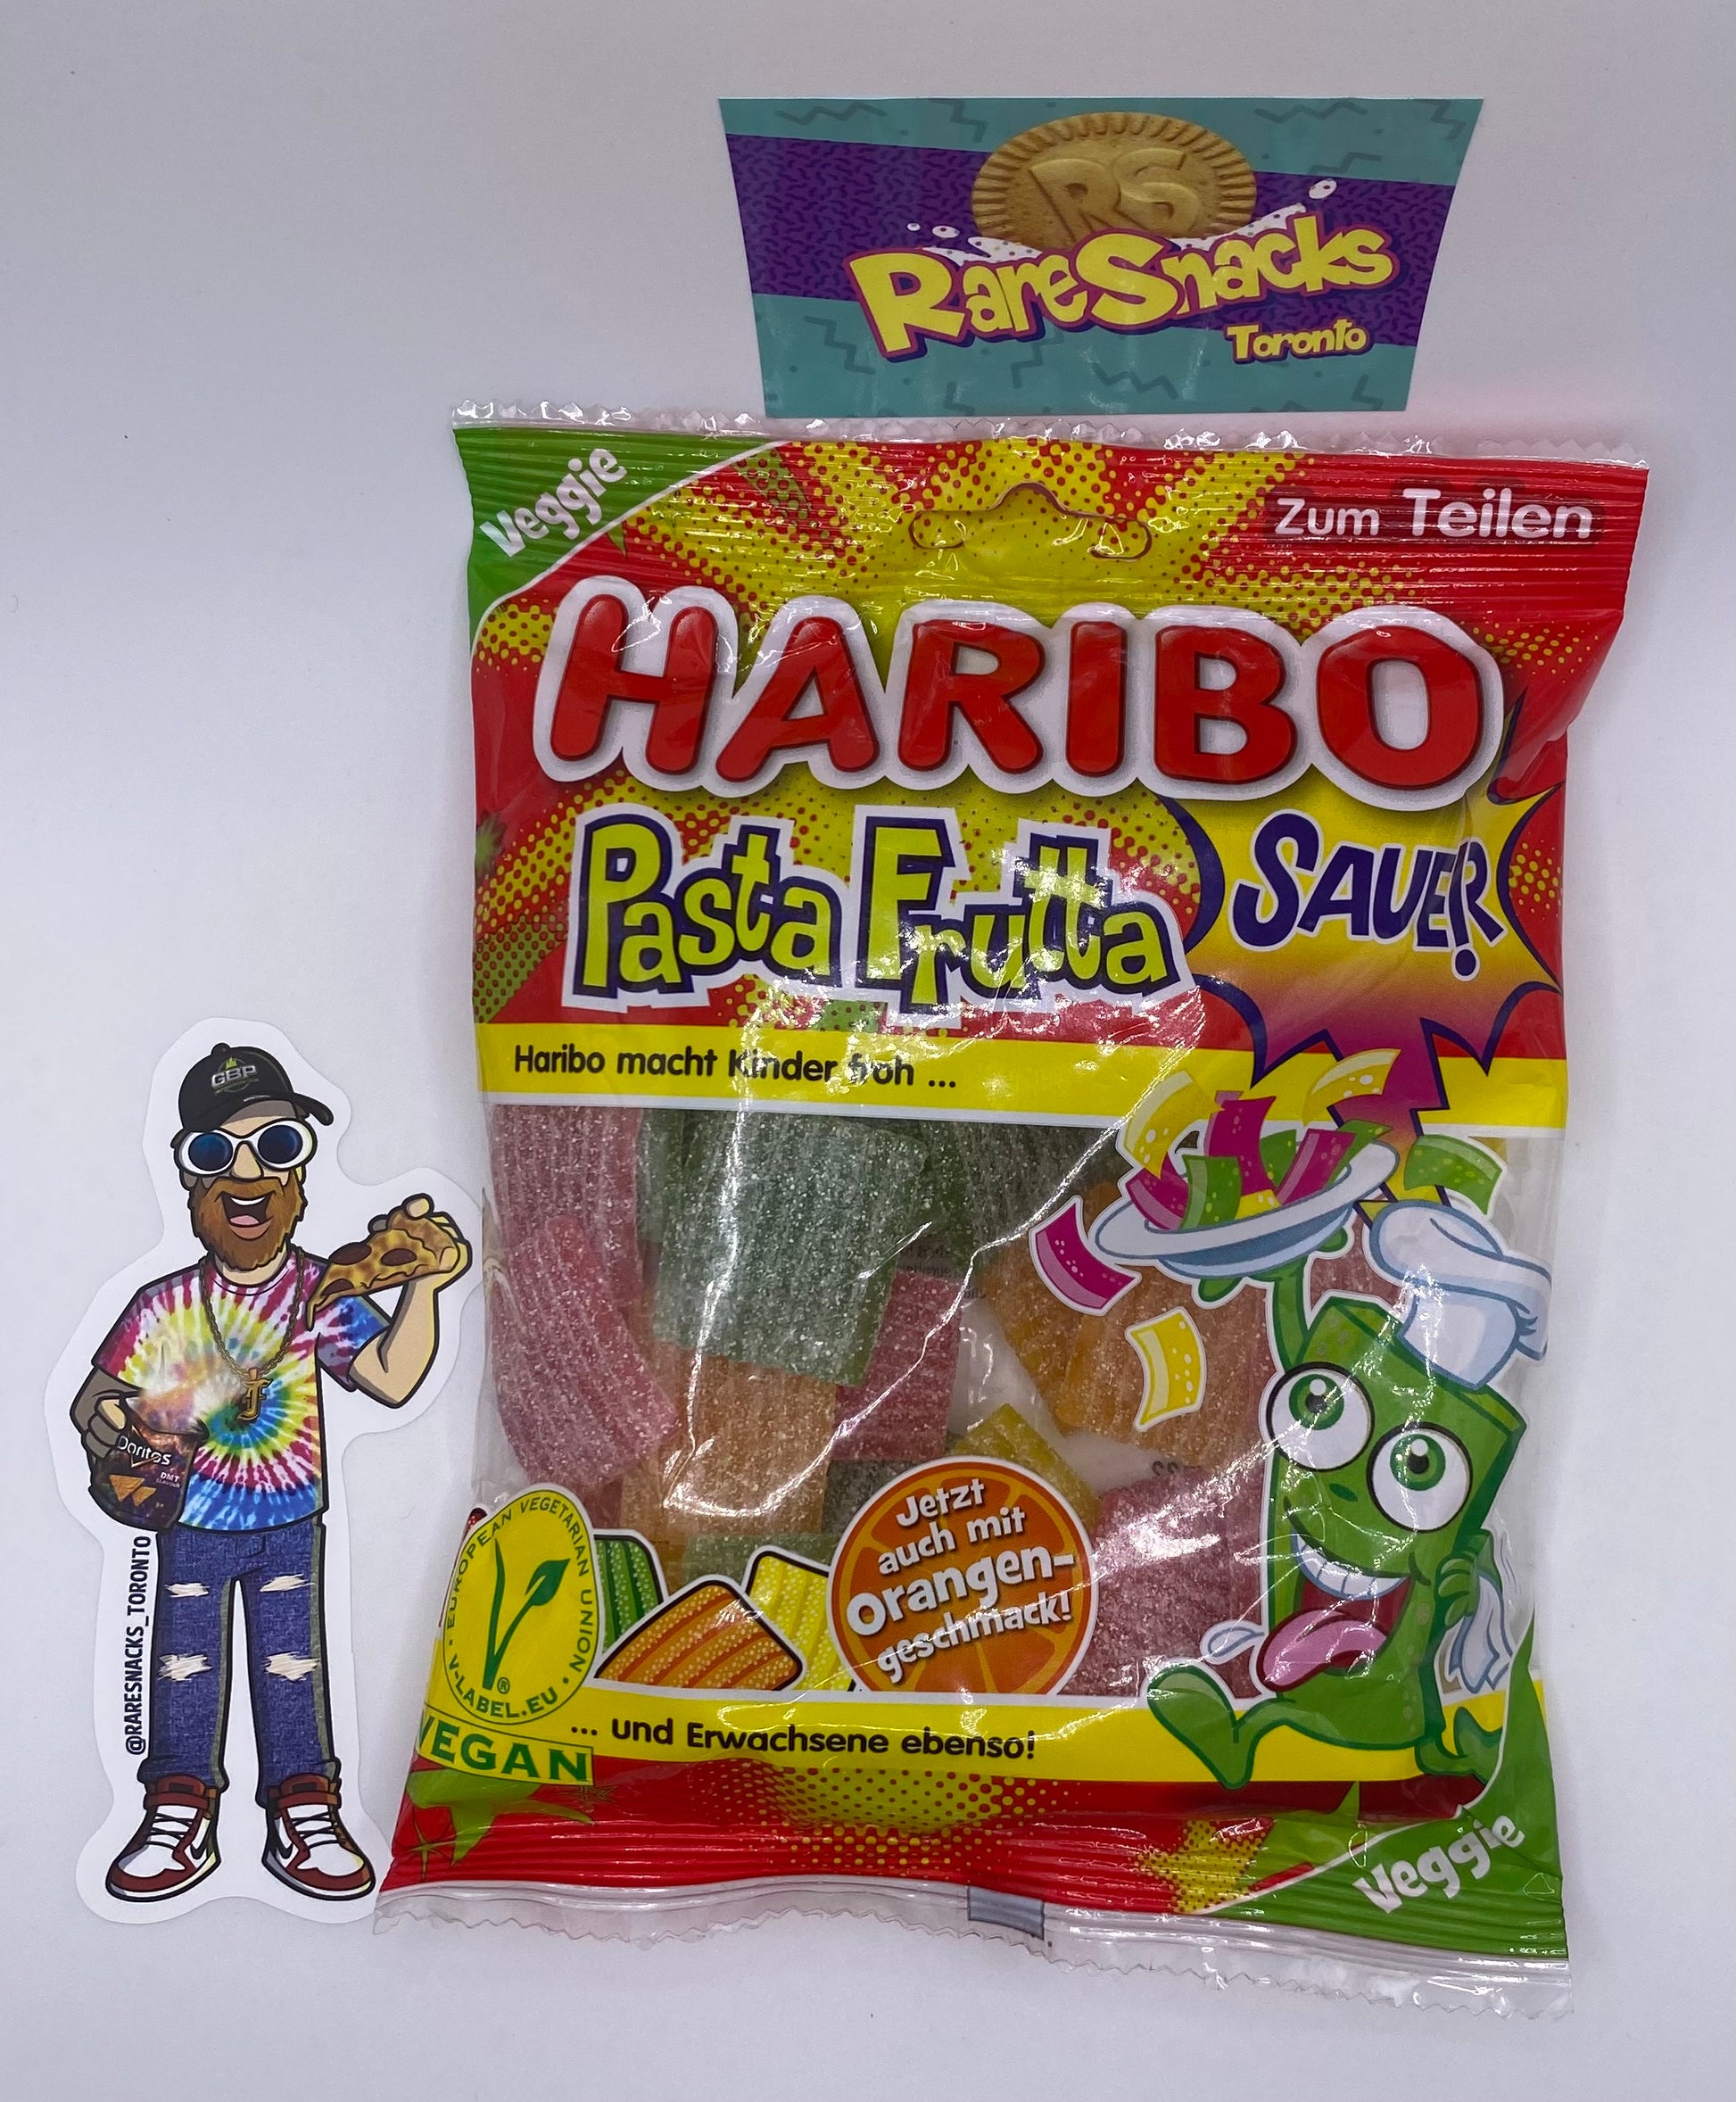 RS
RareSnacks
Toronto
Veggie
Zum Teilen
HARIBO
Pasta Frutta
SAUER!
Haribo macht Kinder froh ...
GBP
Doritos
DMT
@RARESNACKS_TORONTO
Jetzt
auch mit
orangen-
geschmack!
EUROPEAN VEGETARIAN UNION
V-LABEL.EU
®
VEGAN
... und Erwachsene ebenso!
Veggie